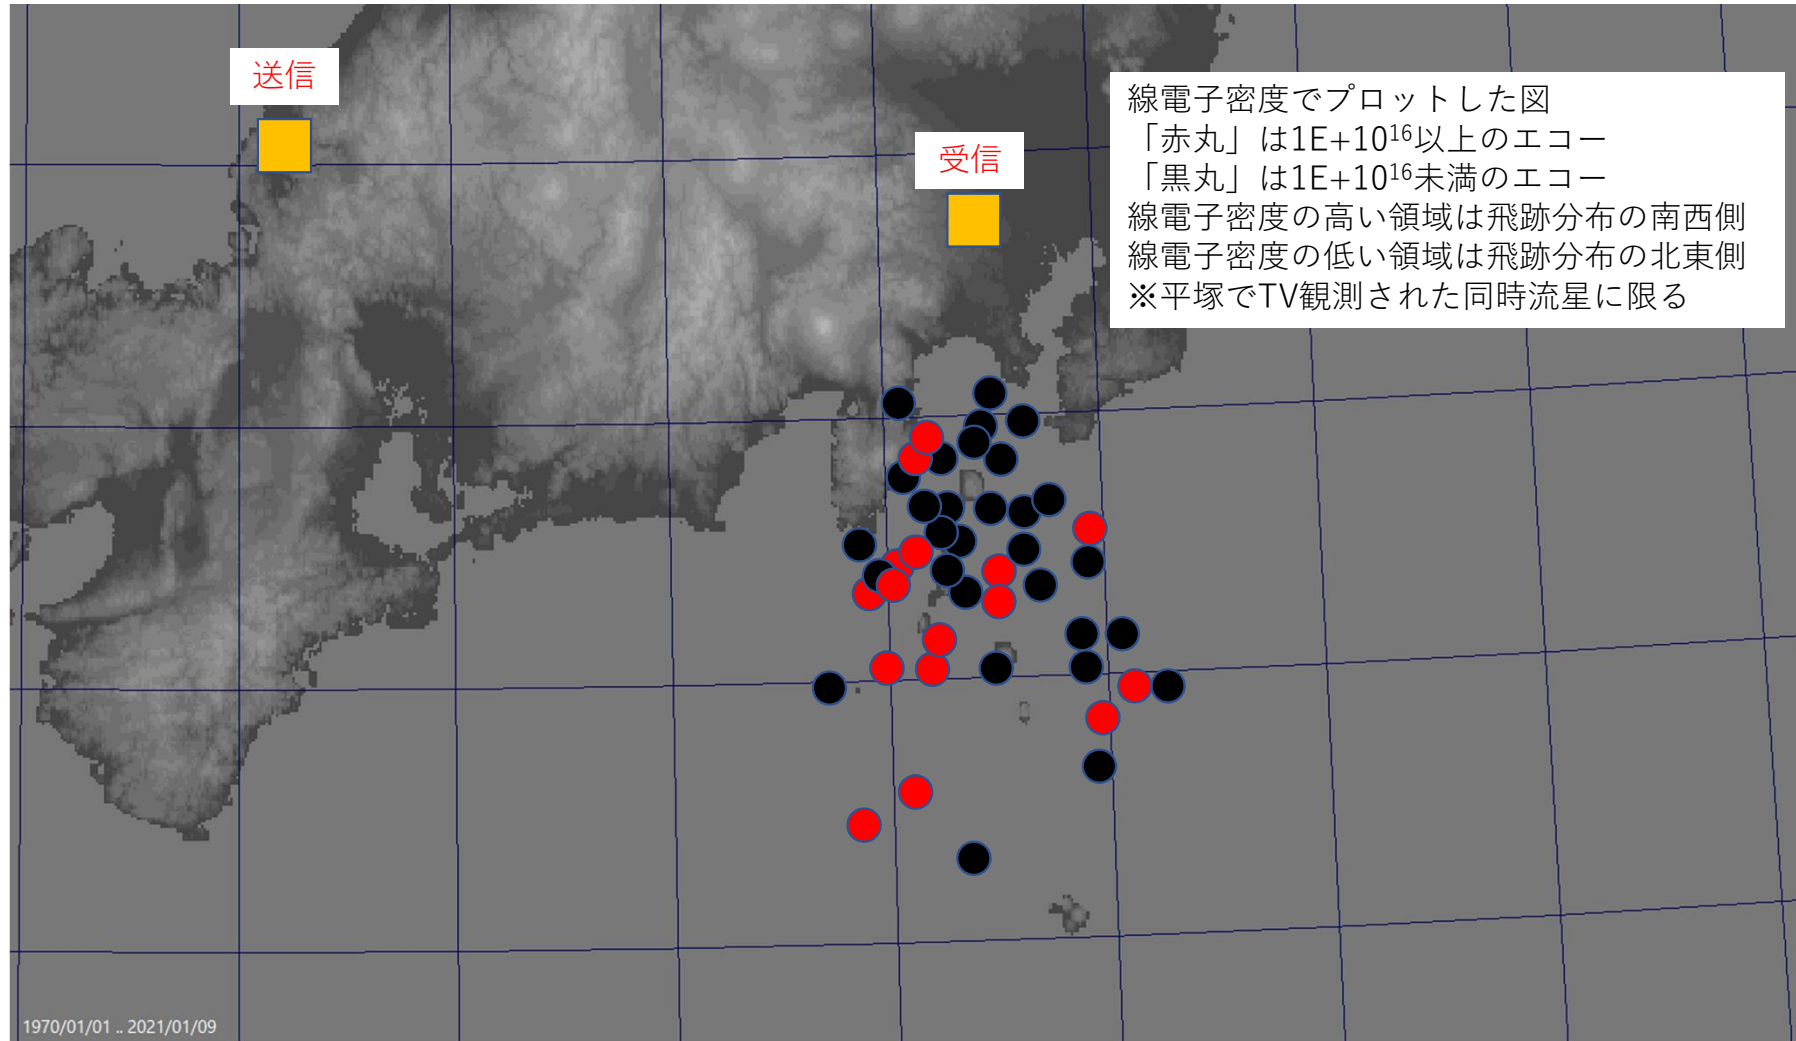 送信
受信
線電子密度でプロットした図
「赤丸」は1E+10¹⁶以上のエコー
「黒丸」は1E+10¹⁶未満のエコー
線電子密度の高い領域は飛跡分布の南西側
線電子密度の低い領域は飛跡分布の北東側
※平塚でTV観測された同時流星に限る
1970/01/01 .. 2021/01/09